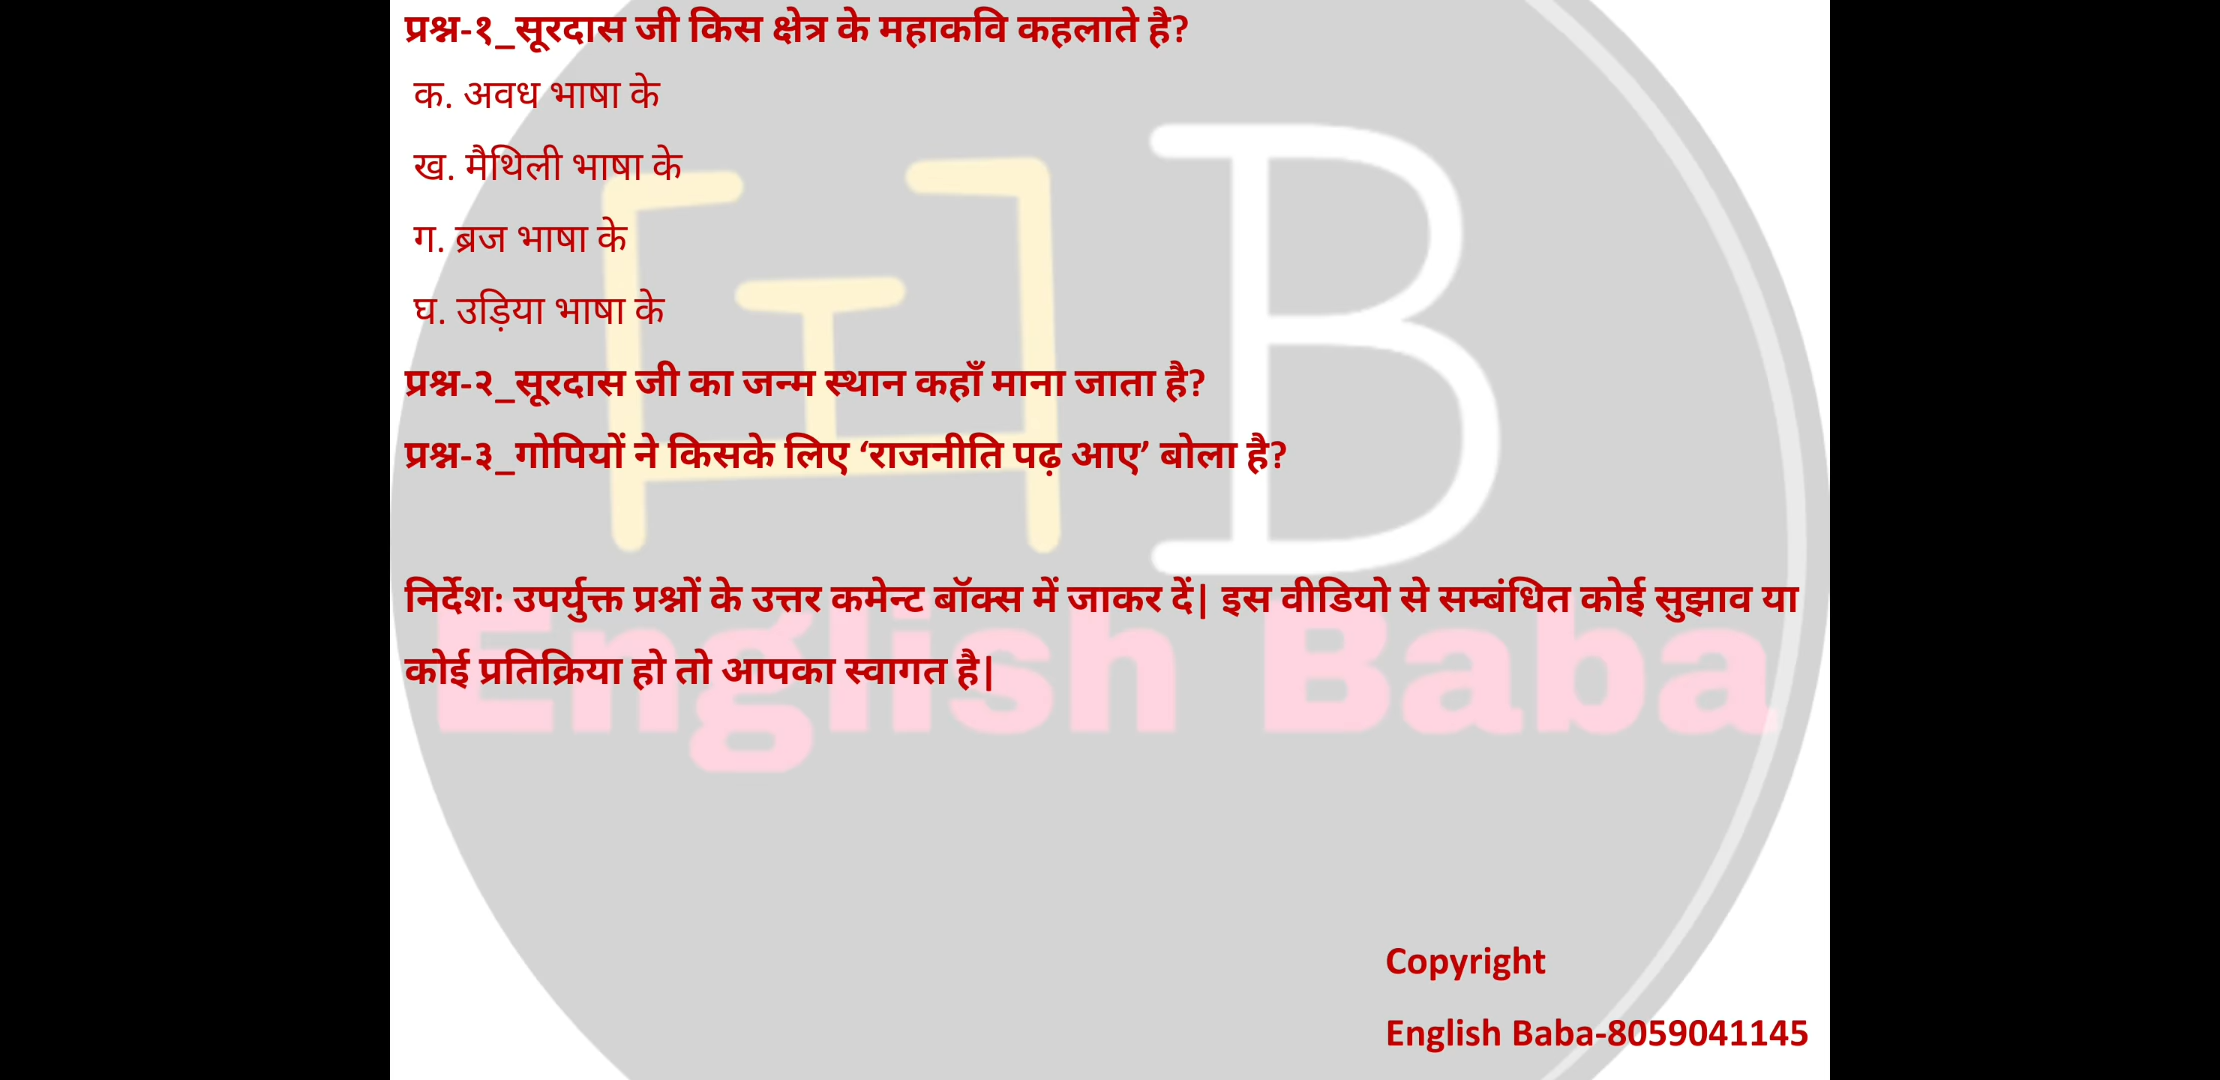 प्रश्न-१_सूरदास जी किस क्षेत्र के महाकवि कहलाते है?
क. अवध भाषा के
ख. मैथिली भाषा के
ग. ब्रज भाषा के
घ. उड़िया भाषा के
प्रश्न-२_सूरदास जी का जन्म स्थान कहाँ माना जाता है?
प्रश्न-३_गोपियों ने किसके लिए ‘राजनीति पढ़ आए’ बोला है?
निर्देश: उपर्युक्त प्रश्नों के उत्तर कमेन्ट बॉक्स में जाकर दें| इस वीडियो से सम्बंधित कोई सुझाव या
कोई प्रतिक्रिया हो तो आपका स्वागत है|
English Baba
Copyright
English Baba-8059041145